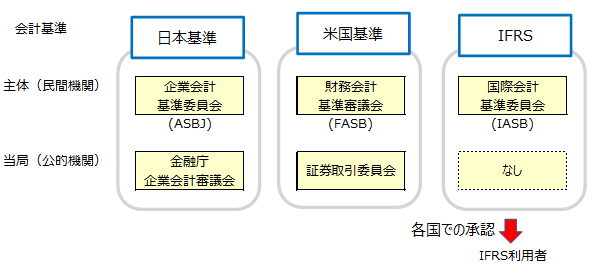 会計基準
日本基準
米国基準
IFRS
主体（民間機関）
企業会計
基準委員会
(ASBJ)
財務会計
基準審議会
(FASB)
国際会計
基準委員会
(IASB)
当局（公的機関）
金融庁
企業会計審議会
証券取引委員会
なし
各国での承認
IFRS利用者